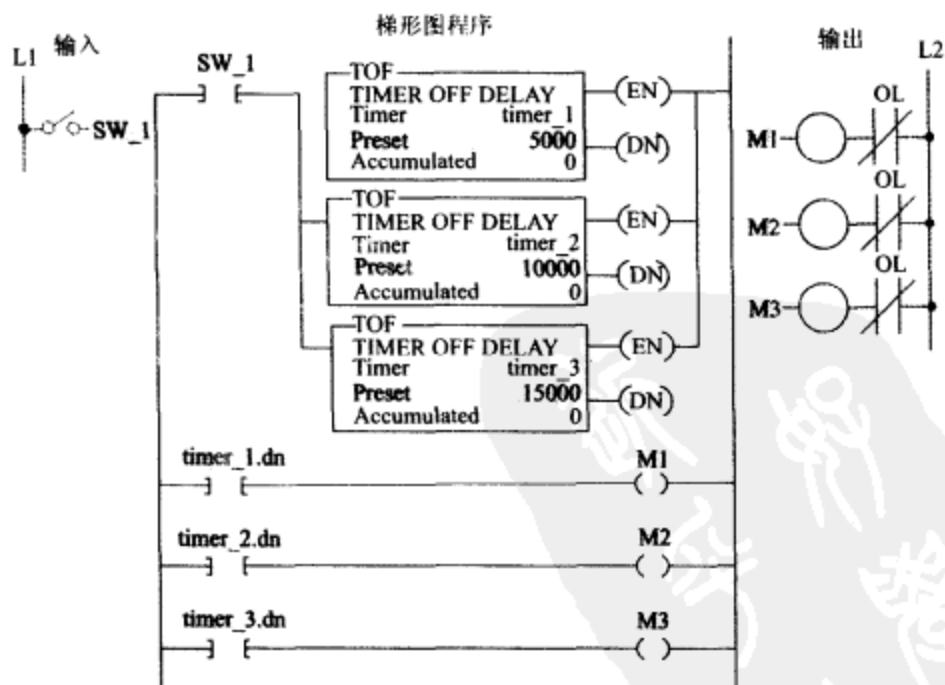 梯形图程序
L1 输入
输出 L2
SW_1
SW_1
TOF
TIMER OFF DELAY
Timer timer_1
Preset 5000
Accumulated 0
(EN)
(DN)
TOF
TIMER OFF DELAY
Timer timer_2
Preset 10000
Accumulated 0
(EN)
(DN)
TOF
TIMER OFF DELAY
Timer timer_3
Preset 15000
Accumulated 0
(EN)
(DN)
OL
M1
OL
M2
OL
M3
timer_1.dn M1
timer_2.dn M2
timer_3.dn M3